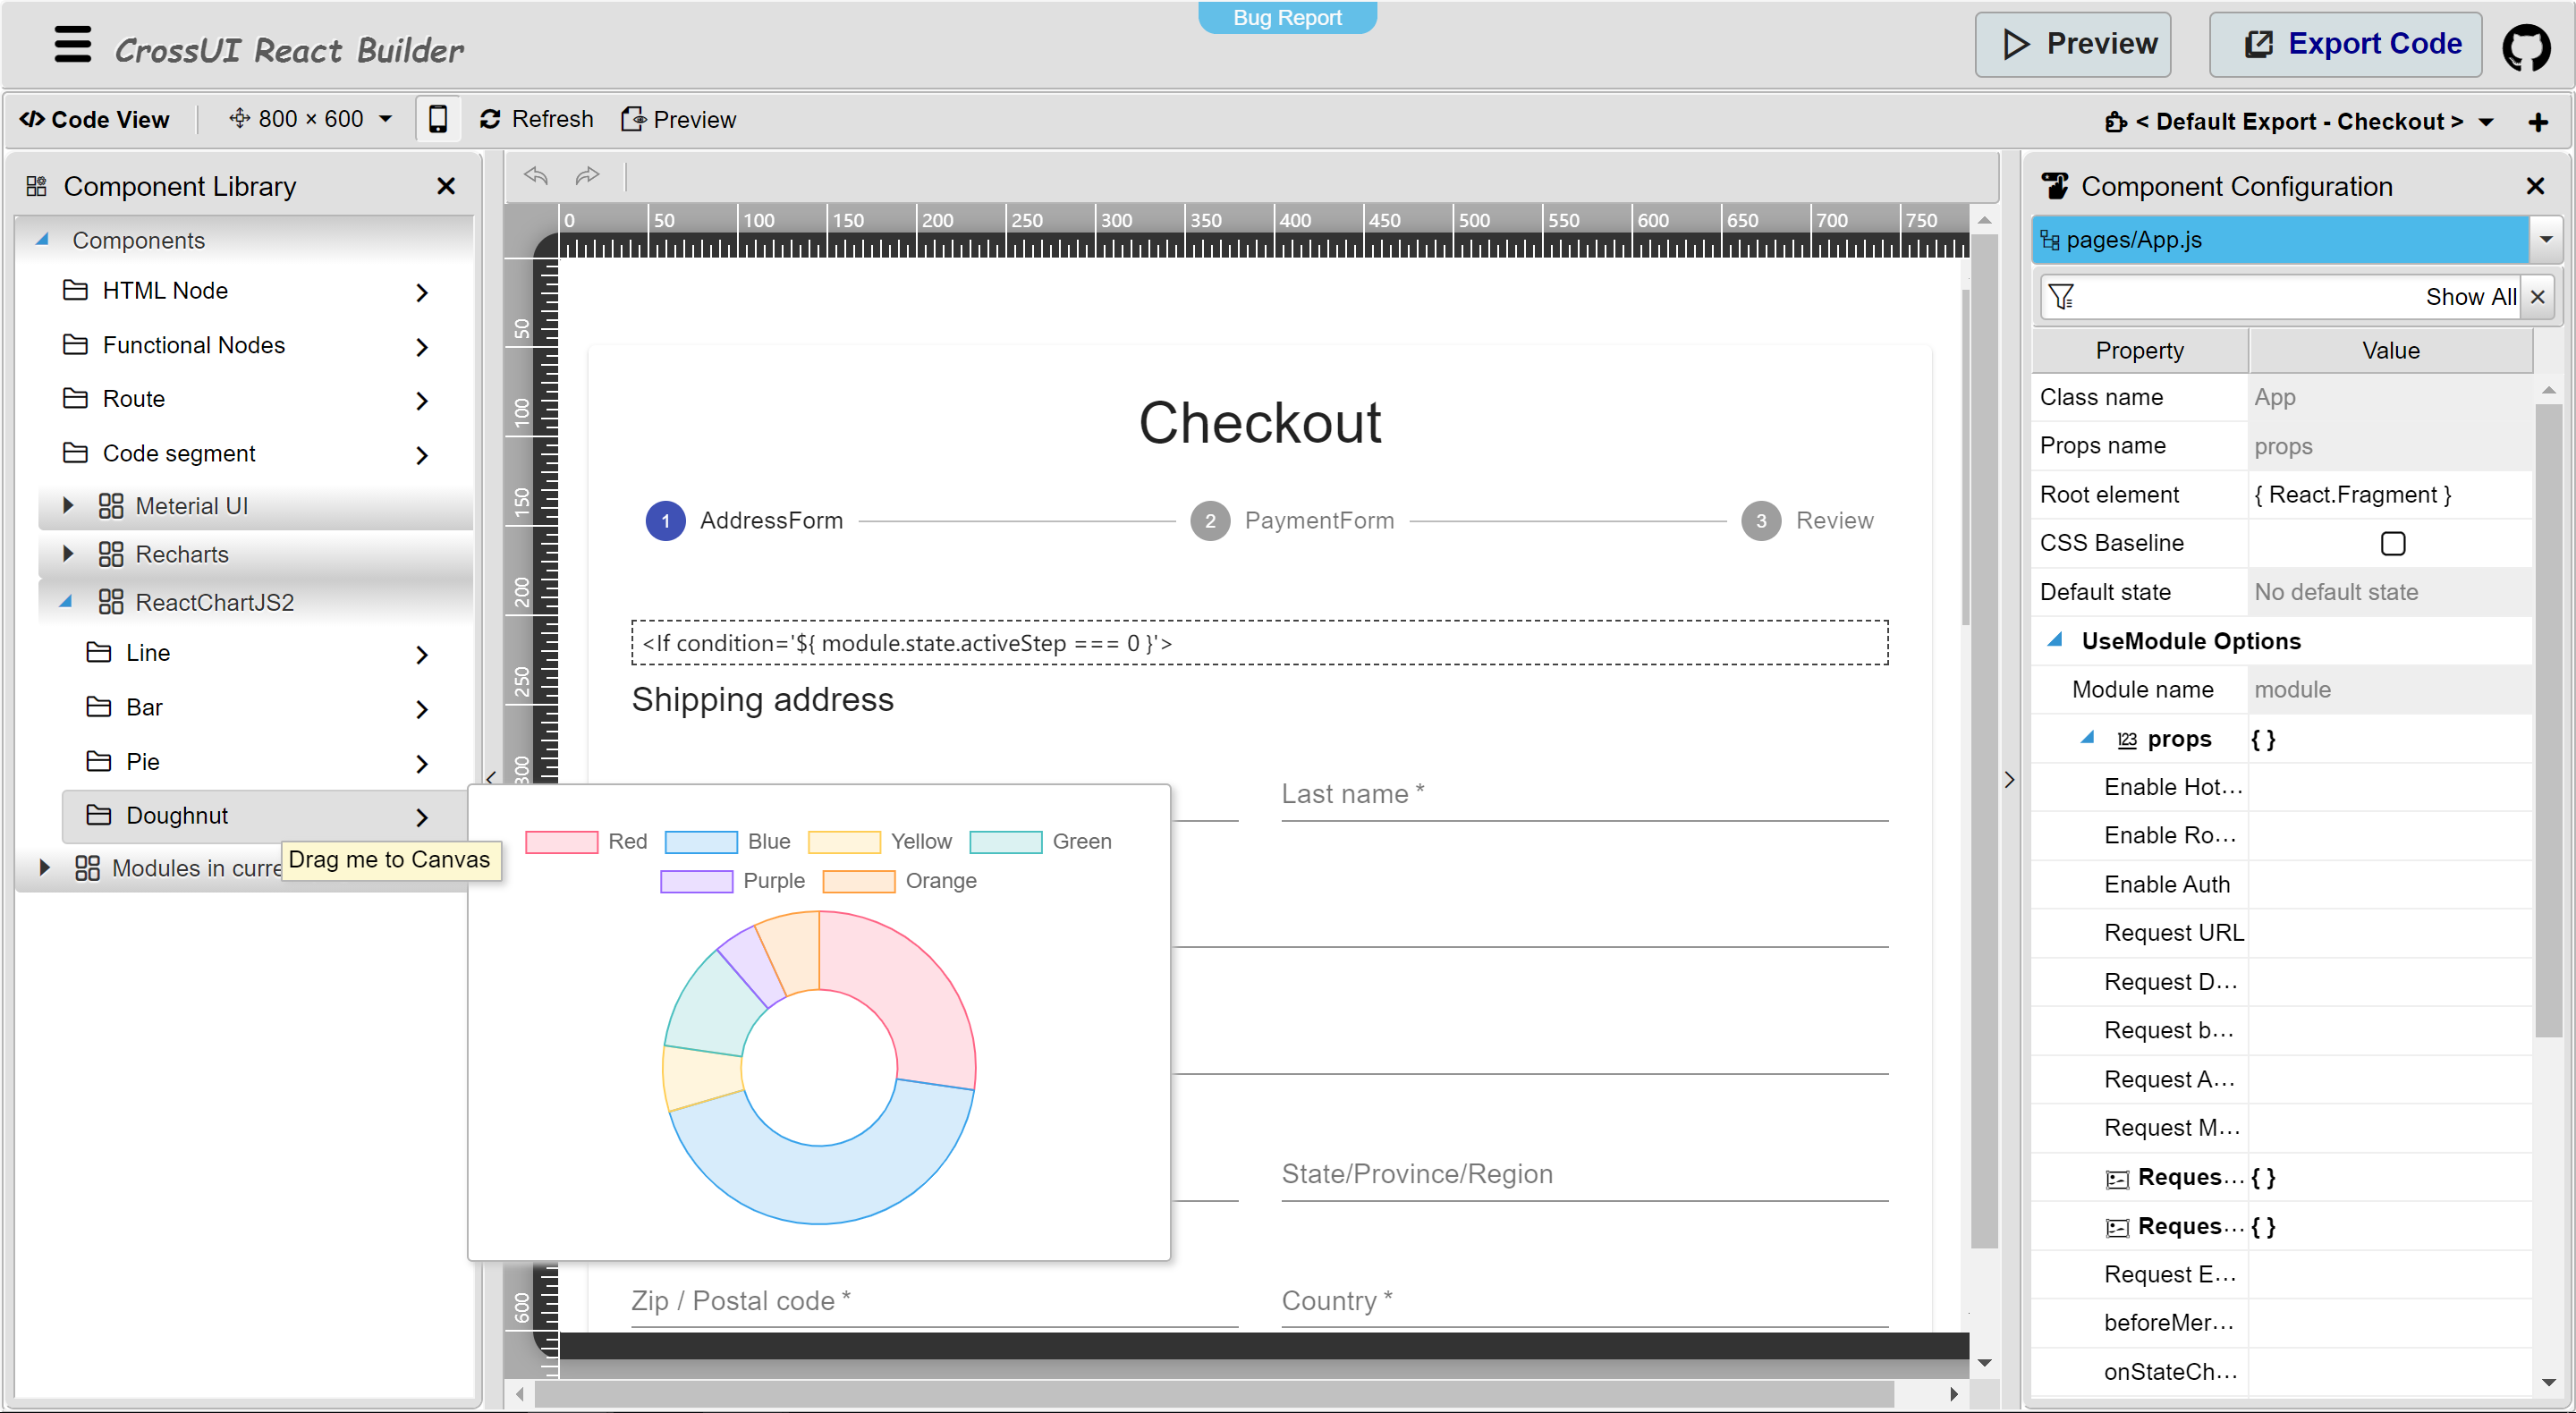 Bug Report
CrossUI React Builder
Preview
Export Code
Code View
800 × 600
Refresh
Preview
< Default Export - Checkout >
Component Library
Components
HTML Node
Functional Nodes
Route
Code segment
Meterial UI
Recharts
ReactChartJS2
Line
Bar
Pie
Doughnut
Drag me to Canvas
Modules in curre
0 50 100 150 200 250 300 350 400 450 500 550 600 650 700 750
50
100
150
200
250
300
600
Checkout
1 AddressForm
2 PaymentForm
3 Review
<If condition='${ module.state.activeStep === 0 }'>
Shipping address
Last name *
State/Province/Region
Zip / Postal code *
Country *
Red Blue Yellow Green
Purple Orange
Component Configuration
pages/App.js
Show All
Property Value
Class name App
Props name props
Root element { React.Fragment }
CSS Baseline
Default state No default state
UseModule Options
Module name module
123 props { }
Enable Hot...
Enable Ro...
Enable Auth
Request URL
Request D...
Request b...
Request A...
Request M...
Reques... { }
Reques... { }
Request E...
beforeMer...
onStateCh...